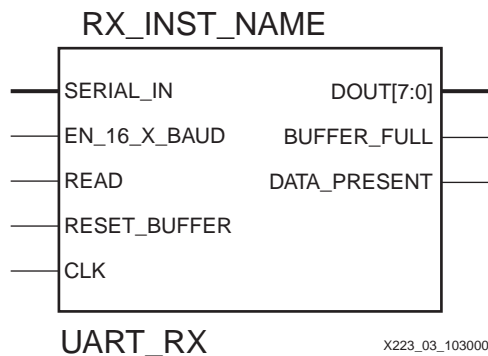 RX_INST_NAME
SERIAL_IN DOUT[7:0]
EN_16_X_BAUD BUFFER_FULL
READ DATA_PRESENT
RESET_BUFFER
CLK
UART_RX X223_03_103000